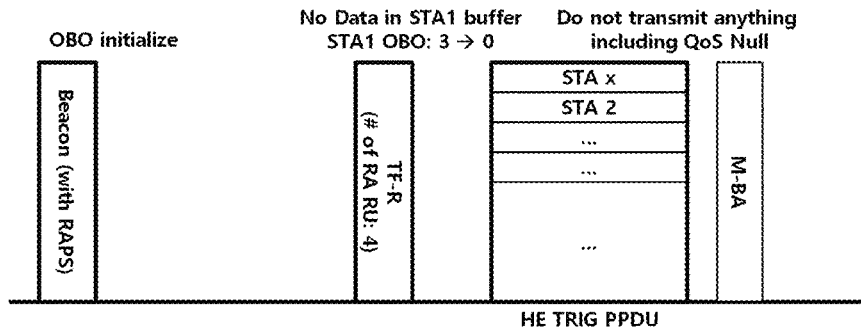 OBO initialize
No Data in STA1 buffer
STA1 OBO: 3 → 0
Do not transmit anything
including QoS Null
Beacon (with RAPS)
TF-R
(# of RA RU: 4)
STA x
STA 2
...
...
...
M-BA
HE TRIG PPDU